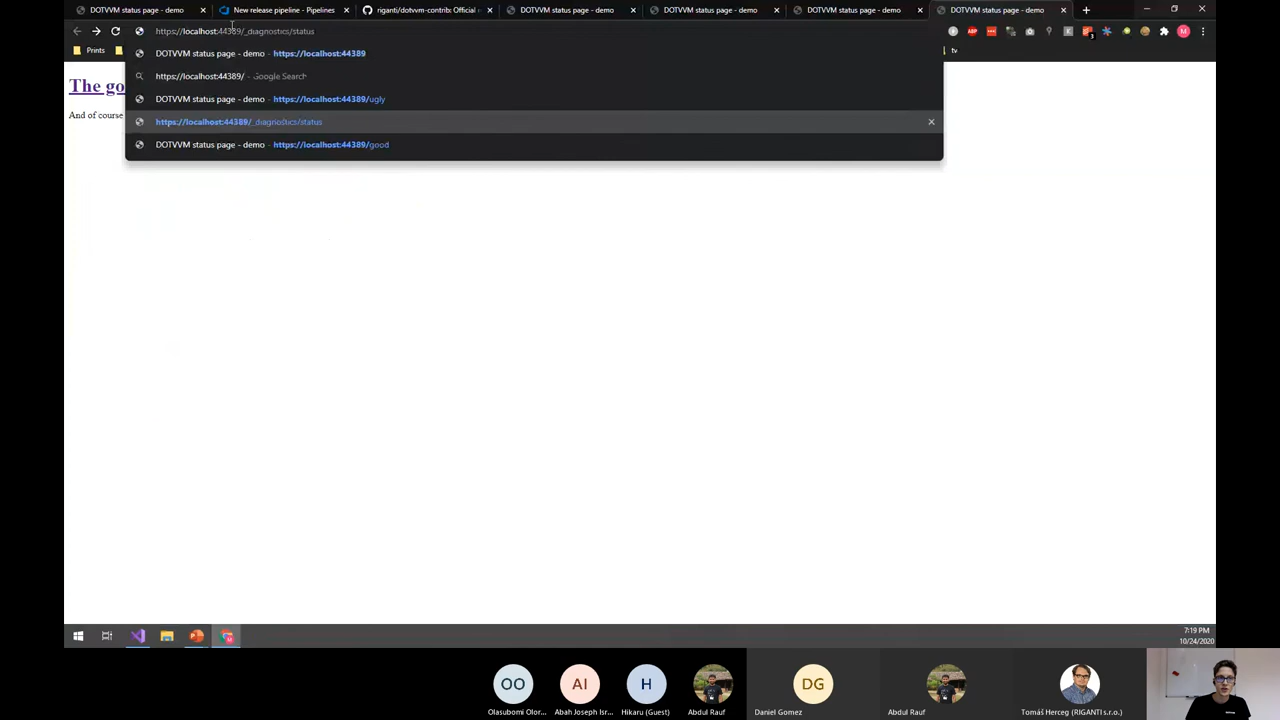 DOTVVM status page - demo
New release pipeline - Pipelines
riganti/dotvvm-contrib: Official
DOTVVM status page - demo
DOTVVM status page - demo
DOTVVM status page - demo
DOTVVM status page - demo
https://localhost:44389/_diagnostics/status
Prints
tv
DOTVVM status page - demo - https://localhost:44389
https://localhost:44389/ - Google Search
DOTVVM status page - demo - https://localhost:44389/ugly
https://localhost:44389/_diagnostics/status
DOTVVM status page - demo - https://localhost:44389/good
The go
And of course
7:19 PM
10/24/2020
OO
AI
H
DG
Olasubomi Olor...
Abah Joseph Isr...
Hikaru (Guest)
Abdul Rauf
Daniel Gomez
Abdul Rauf
Tomáš Herceg (RIGANTI s.r.o.)